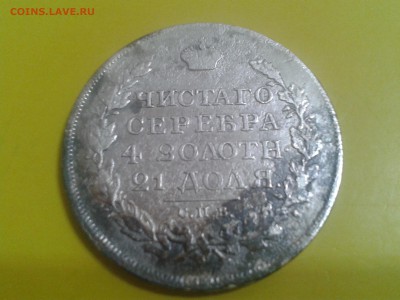 COINS.LAVE.RU
ЧИСТАГО
СЕРЕБРА
4 ЗОЛОТН
21 ДОЛЯ
С.П.Б.